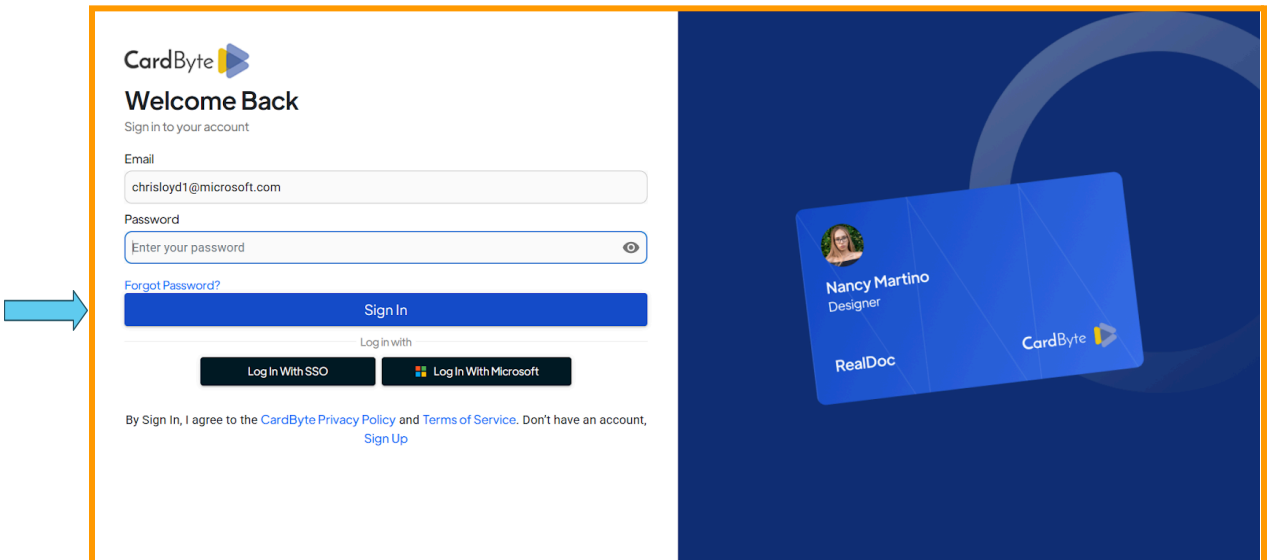 CardByte
Welcome Back
Sign in to your account
Email
chrisloyd1@microsoft.com
Password
Enter your password
Forgot Password?
Sign In
Log in with
Log In With SSO
Log In With Microsoft
By Sign In, I agree to the CardByte Privacy Policy and Terms of Service. Don't have an account,
Sign Up
Nancy Martino
Designer
CardByte
RealDoc